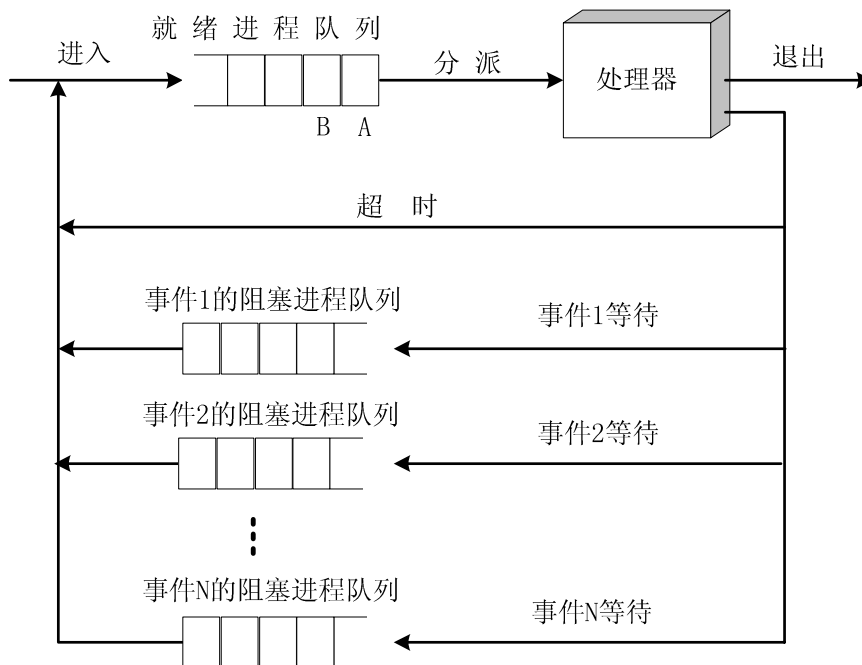 就绪进程队列
进入
分派
处理器
退出
B A
超 时
事件1的阻塞进程队列
事件1等待
事件2的阻塞进程队列
事件2等待
事件N的阻塞进程队列
事件N等待